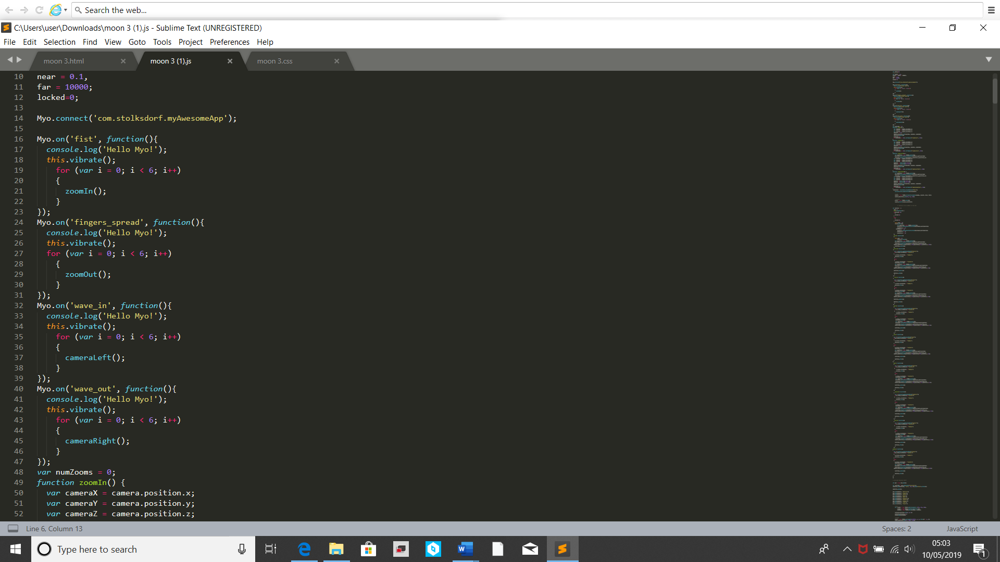 Search the web...
C:\Users\user\Downloads\moon 3 (1).js - Sublime Text (UNREGISTERED)
File Edit Selection Find View Goto Tools Project Preferences Help
moon 3.html moon 3 (1).js moon 3.css
10 near = 0.1,
11 far = 10000;
12 locked=0;
13
14 Myo.connect('com.stolksdorf.myAwesomeApp');
15
16 Myo.on('fist', function(){
17 console.log('Hello Myo!');
18 this.vibrate();
19 for (var i = 0; i < 6; i++)
20 {
21 zoomIn();
22 }
23 });
24 Myo.on('fingers_spread', function(){
25 console.log('Hello Myo!');
26 this.vibrate();
27 for (var i = 0; i < 6; i++)
28 {
29 zoomOut();
30 }
31 });
32 Myo.on('wave_in', function(){
33 console.log('Hello Myo!');
34 this.vibrate();
35 for (var i = 0; i < 6; i++)
36 {
37 cameraLeft();
38 }
39 });
40 Myo.on('wave_out', function(){
41 console.log('Hello Myo!');
42 this.vibrate();
43 for (var i = 0; i < 6; i++)
44 {
45 cameraRight();
46 }
47 });
48 var numZooms = 0;
49 function zoomIn() {
50 var cameraX = camera.position.x;
51 var cameraY = camera.position.y;
52 var cameraZ = camera.position.z;
Line 6, Column 13 Spaces: 2 JavaScript
Type here to search
05:03
10/05/2019
1